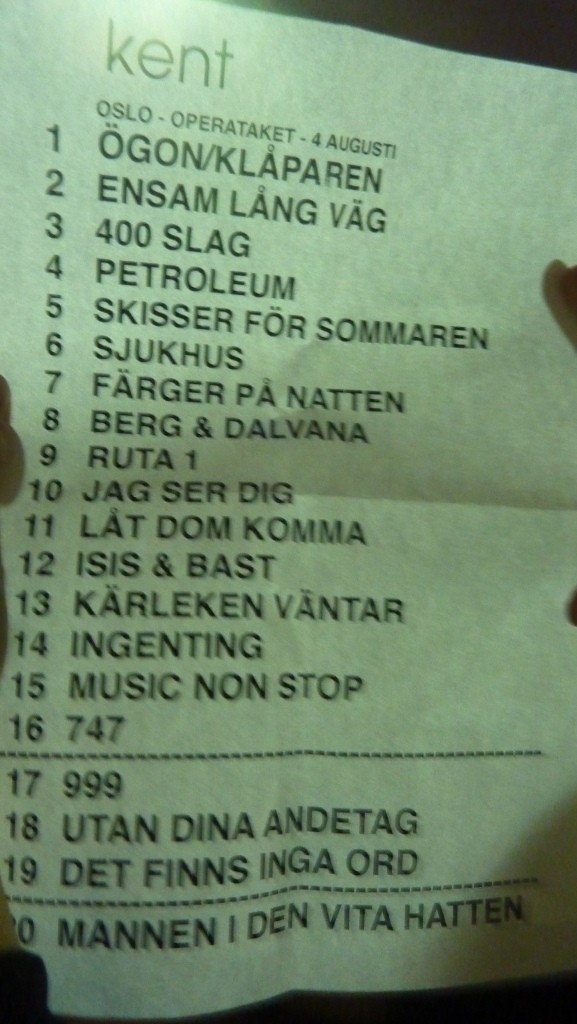 kent
OSLO - OPERATAKET - 4 AUGUSTI
1 ÖGON/KLÅPAREN
2 ENSAM LÅNG VÄG
3 400 SLAG
4 PETROLEUM
5 SKISSER FÖR SOMMAREN
6 SJUKHUS
7 FÄRGER PÅ NATTEN
8 BERG & DALVANA
9 RUTA 1
10 JAG SER DIG
11 LÅT DOM KOMMA
12 ISIS & BAST
13 KÄRLEKEN VÄNTAR
14 INGENTING
15 MUSIC NON STOP
16 747
17 999
18 UTAN DINA ANDETAG
19 DET FINNS INGA ORD
20 MANNEN I DEN VITA HATTEN